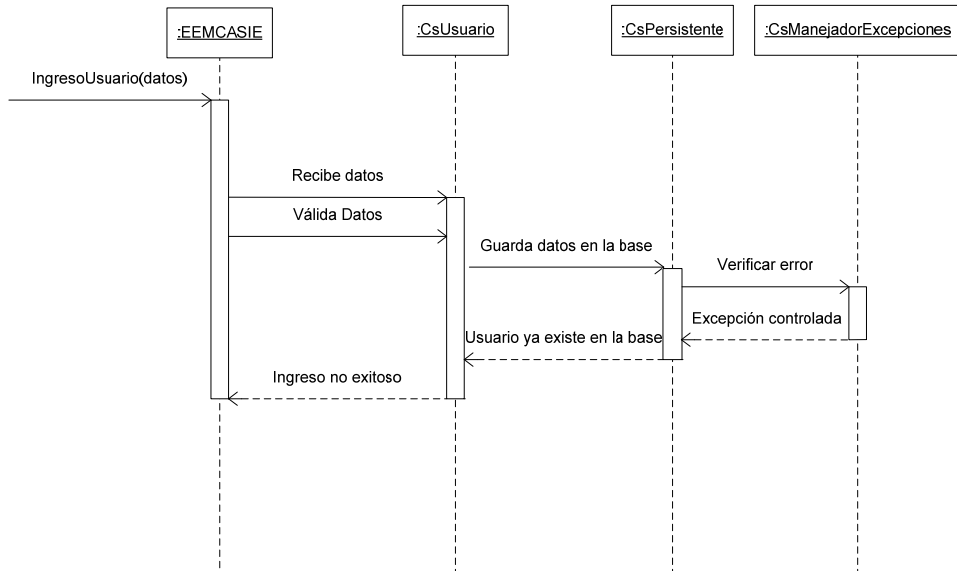 :EEMCASIE
:CsUsuario
:CsPersistente
:CsManejadorExcepciones
IngresoUsuario(datos)
Recibe datos
Válida Datos
Guarda datos en la base
Verificar error
Excepción controlada
Usuario ya existe en la base
Ingreso no exitoso